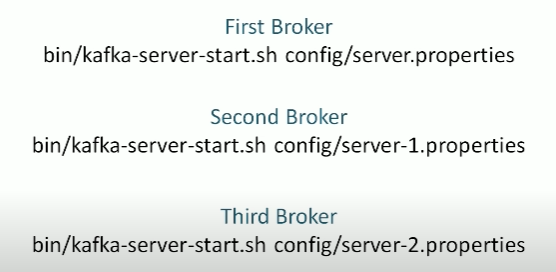 First Broker
bin/kafka-server-start.sh config/server.properties
Second Broker
bin/kafka-server-start.sh config/server-1.properties
Third Broker
bin/kafka-server-start.sh config/server-2.properties